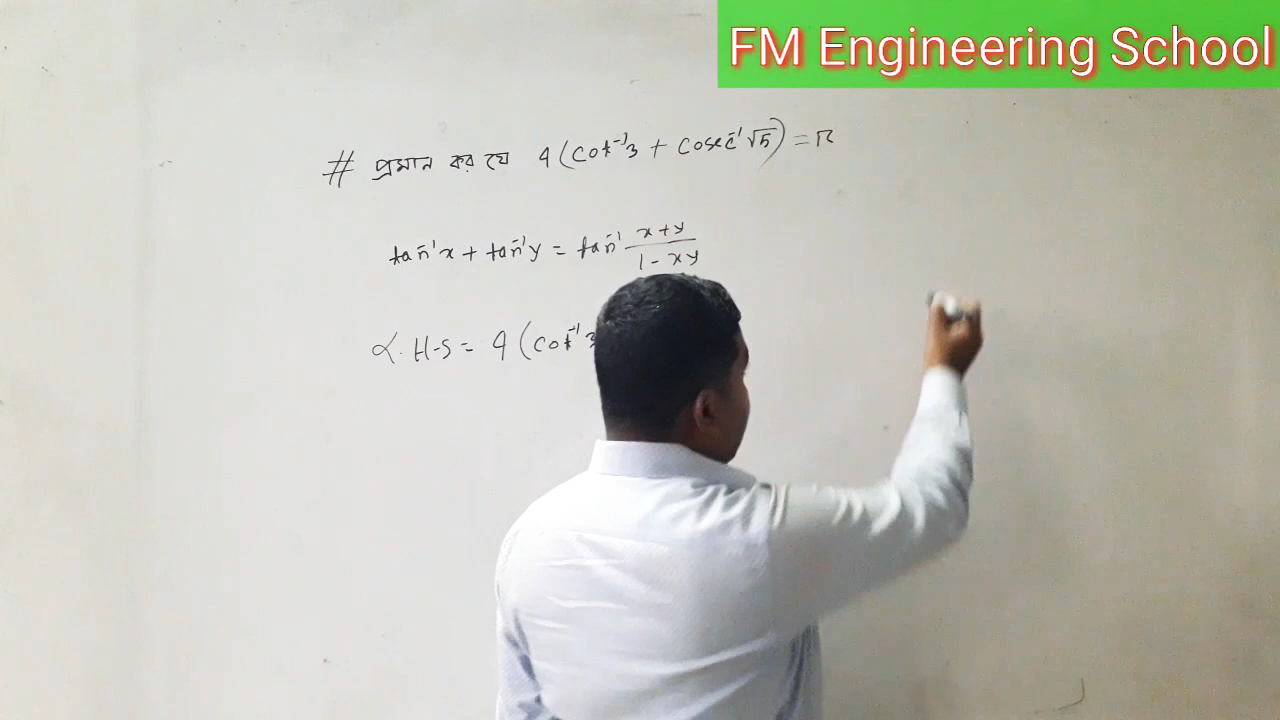 FM Engineering School
# প্রমান কর যে 4(cot⁻¹3 + cosec⁻¹√5) = π
tan⁻¹x + tan⁻¹y = tan⁻¹ (x+y)/(1-xy)
L.H-S = 4(cot⁻¹3